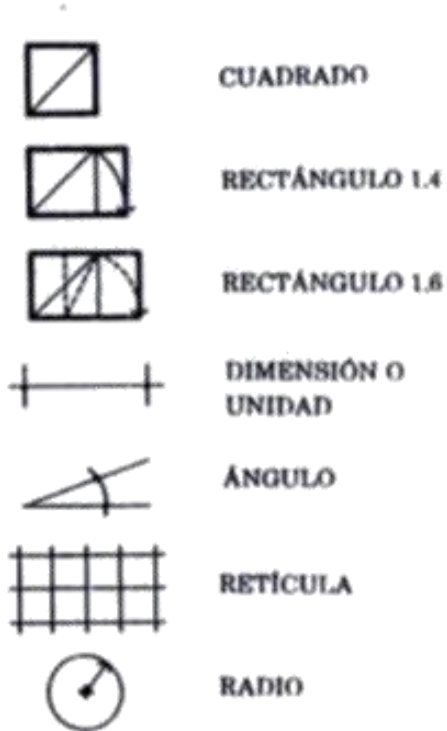 CUADRADO
RECTÁNGULO 1.4
RECTÁNGULO 1.6
DIMENSIÓN O
UNIDAD
ÁNGULO
RETÍCULA
RADIO